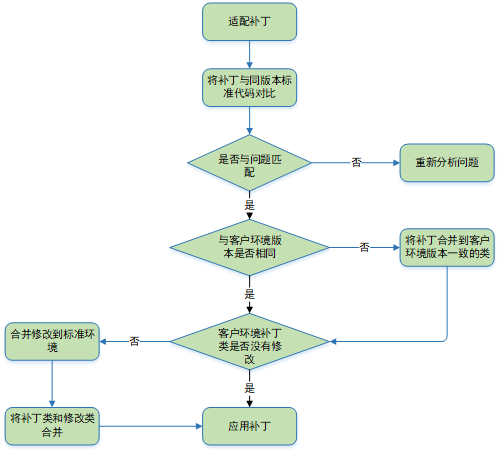 适配补丁
将补丁与同版本标
准代码对比
是否与问题匹
配
否
重新分析问题
是
与客户环境版
本是否相同
否
将补丁合并到客户
环境版本一致的类
是
客户环境补丁
类是否没有修
改
否
合并修改到标准环
境
是
将补丁类和修改类
合并
应用补丁